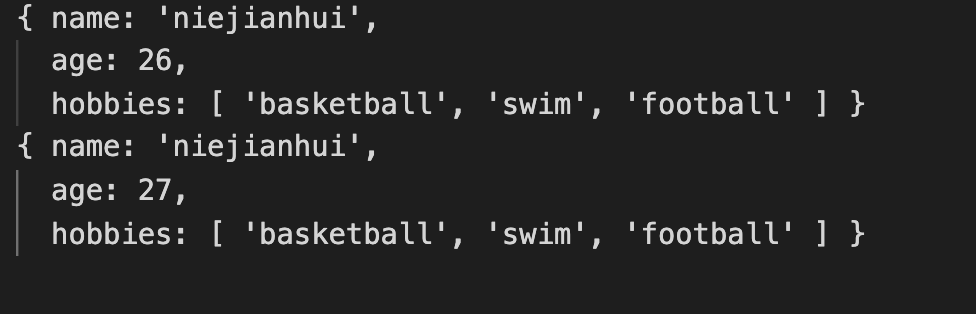 { name: 'niejianhui',
  age: 26,
  hobbies: [ 'basketball', 'swim', 'football' ] }
{ name: 'niejianhui',
  age: 27,
  hobbies: [ 'basketball', 'swim', 'football' ] }